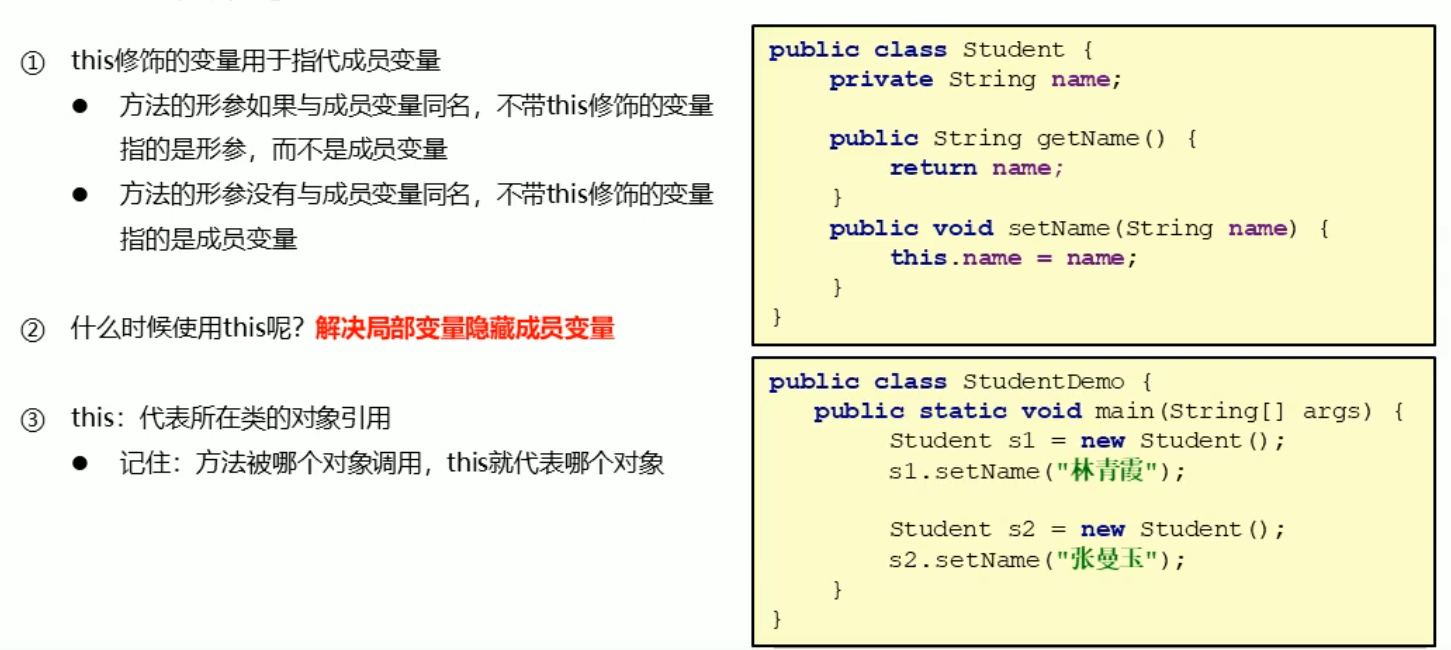 ① this修饰的变量用于指代成员变量
● 方法的形参如果与成员变量同名，不带this修饰的变量
指的是形参，而不是成员变量
● 方法的形参没有与成员变量同名，不带this修饰的变量
指的是成员变量
② 什么时候使用this呢？解决局部变量隐藏成员变量
③ this：代表所在类的对象引用
● 记住：方法被哪个对象调用，this就代表哪个对象
public class Student {
private String name;
public String getName() {
return name;
}
public void setName(String name) {
this.name = name;
}
}
public class StudentDemo {
public static void main(String[] args) {
Student s1 = new Student();
s1.setName("林青霞");
Student s2 = new Student();
s2.setName("张曼玉");
}
}